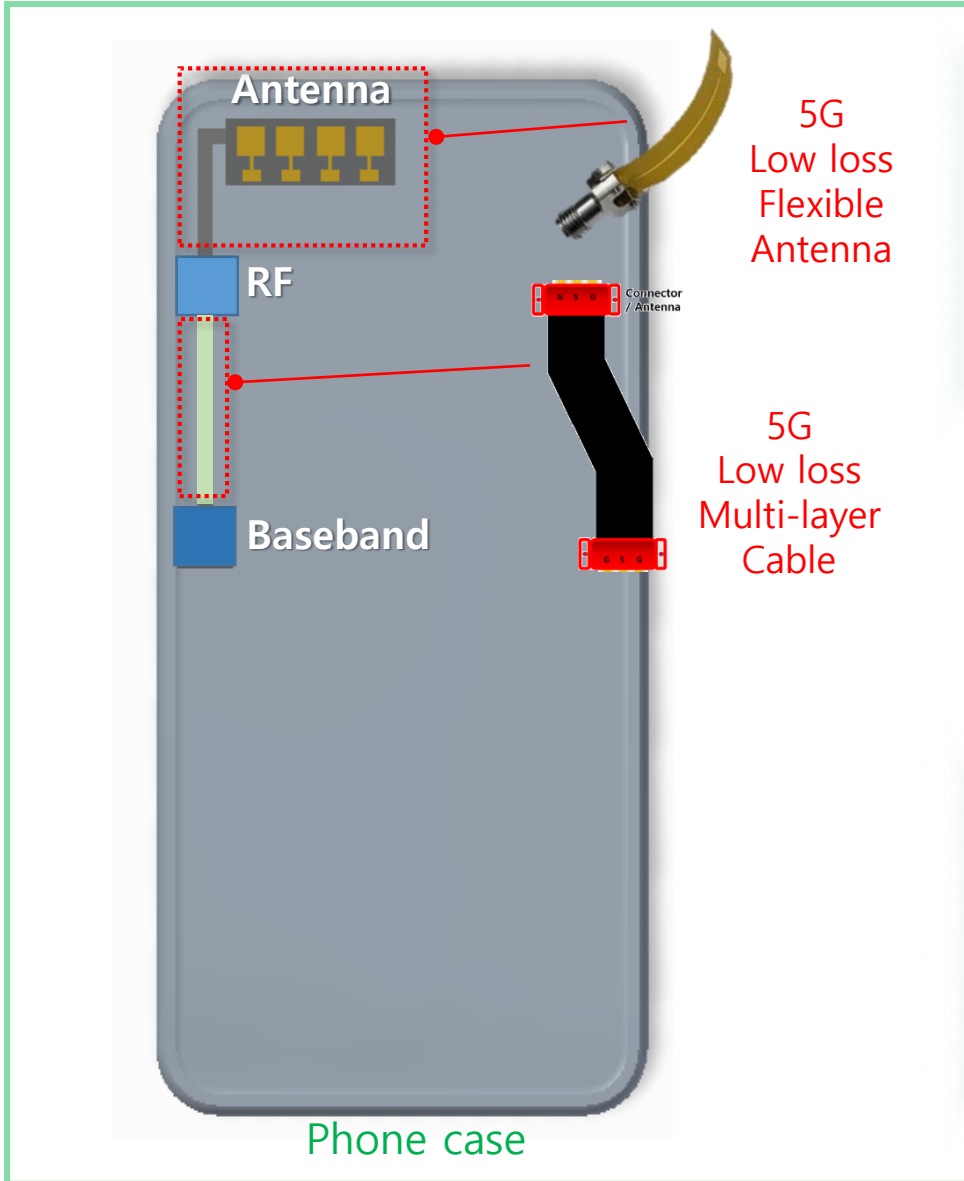 Antenna
5G
Low loss
Flexible
Antenna
RF
G S G
Connector
/ Antenna
5G
Low loss
Multi-layer
Cable
Baseband
G S G
Phone case